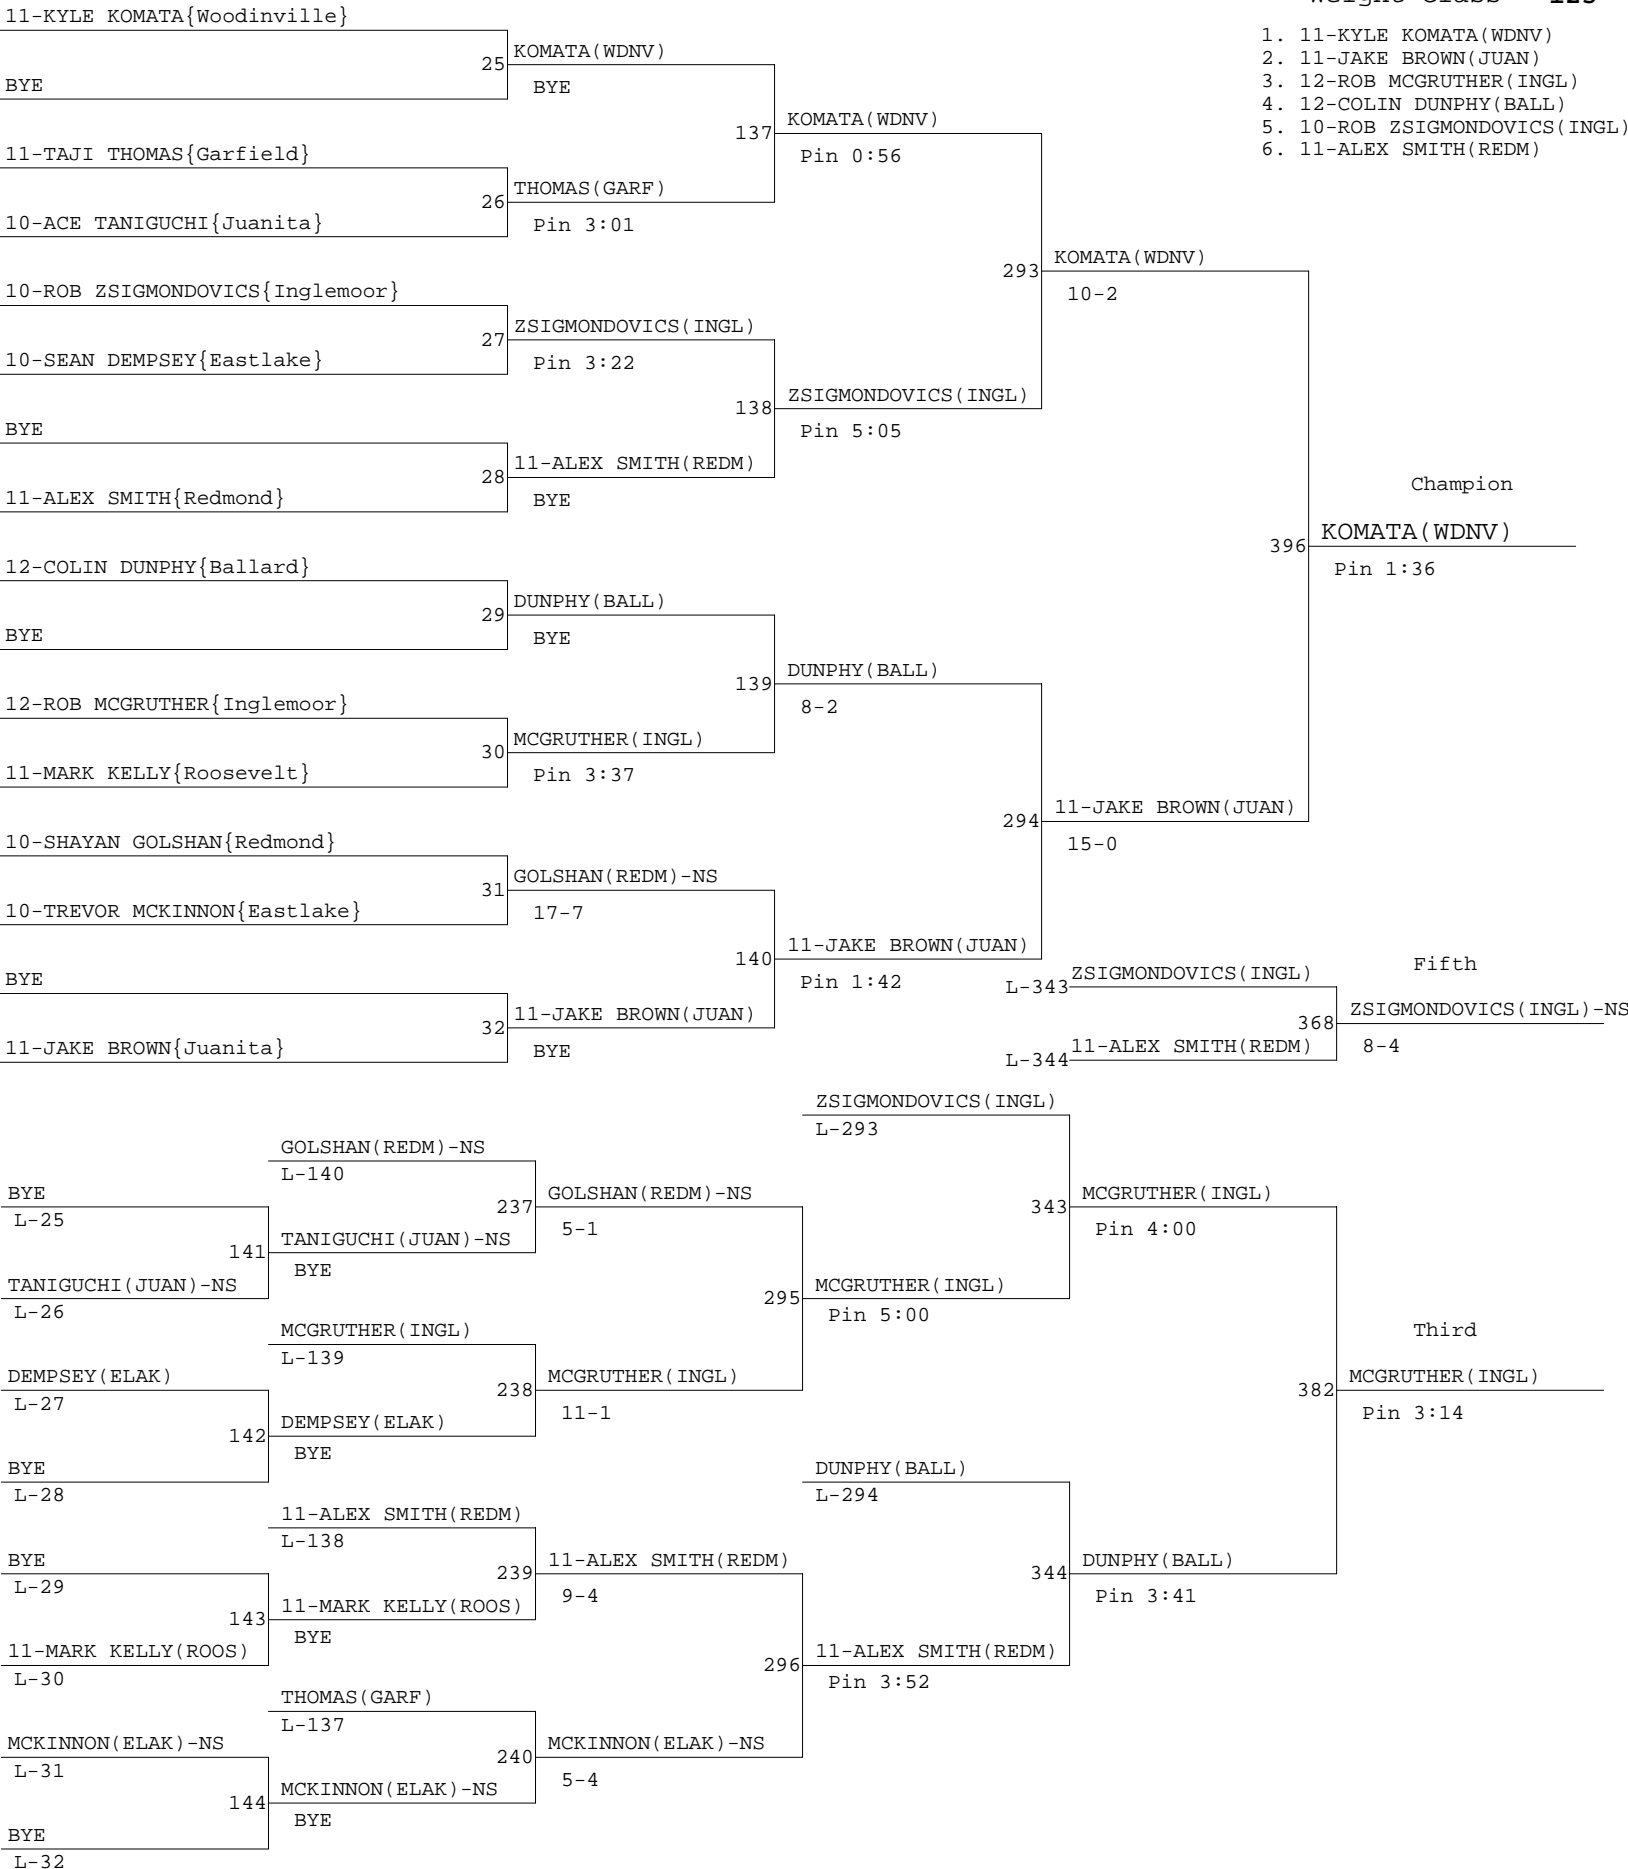 11-KYLE KOMATA{Woodinville}
25
KOMATA(WDNV)
BYE
BYE
1. 11-KYLE KOMATA(WDNV)
2. 11-JAKE BROWN(JUAN)
3. 12-ROB MCGRUTHER(INGL)
4. 12-COLIN DUNPHY(BALL)
5. 10-ROB ZSIGMONDOVICS(INGL)
6. 11-ALEX SMITH(REDM)
137
KOMATA(WDNV)
Pin 0:56
11-TAJI THOMAS{Garfield}
26
THOMAS(GARF)
Pin 3:01
10-ACE TANIGUCHI{Juanita}
293
KOMATA(WDNV)
10-2
10-ROB ZSIGMONDOVICS{Inglemoor}
27
ZSIGMONDOVICS(INGL)
Pin 3:22
10-SEAN DEMPSEY{Eastlake}
138
ZSIGMONDOVICS(INGL)
Pin 5:05
BYE
28
11-ALEX SMITH(REDM)
BYE
11-ALEX SMITH{Redmond}
Champion
396
KOMATA(WDNV)
Pin 1:36
12-COLIN DUNPHY{Ballard}
29
DUNPHY(BALL)
BYE
BYE
139
DUNPHY(BALL)
8-2
12-ROB MCGRUTHER{Inglemoor}
30
MCGRUTHER(INGL)
Pin 3:37
11-MARK KELLY{Roosevelt}
294
11-JAKE BROWN(JUAN)
15-0
10-SHAYAN GOLSHAN{Redmond}
31
GOLSHAN(REDM)-NS
17-7
10-TREVOR MCKINNON{Eastlake}
140
11-JAKE BROWN(JUAN)
Pin 1:42
BYE
32
11-JAKE BROWN(JUAN)
BYE
11-JAKE BROWN{Juanita}
Fifth
L-343
ZSIGMONDOVICS(INGL)
368
ZSIGMONDOVICS(INGL)-NS
8-4
L-344
11-ALEX SMITH(REDM)
ZSIGMONDOVICS(INGL)
L-293
GOLSHAN(REDM)-NS
L-140
BYE
L-25
237
GOLSHAN(REDM)-NS
5-1
343
MCGRUTHER(INGL)
Pin 4:00
141
TANIGUCHI(JUAN)-NS
BYE
TANIGUCHI(JUAN)-NS
L-26
295
MCGRUTHER(INGL)
Pin 5:00
MCGRUTHER(INGL)
L-139
Third
DEMPSEY(ELAK)
L-27
238
MCGRUTHER(INGL)
11-1
382
MCGRUTHER(INGL)
Pin 3:14
142
DEMPSEY(ELAK)
BYE
BYE
L-28
DUNPHY(BALL)
L-294
11-ALEX SMITH(REDM)
L-138
BYE
L-29
239
11-ALEX SMITH(REDM)
9-4
344
DUNPHY(BALL)
Pin 3:41
143
11-MARK KELLY(ROOS)
BYE
11-MARK KELLY(ROOS)
L-30
296
11-ALEX SMITH(REDM)
Pin 3:52
THOMAS(GARF)
L-137
MCKINNON(ELAK)-NS
L-31
240
MCKINNON(ELAK)-NS
5-4
144
MCKINNON(ELAK)-NS
BYE
BYE
L-32